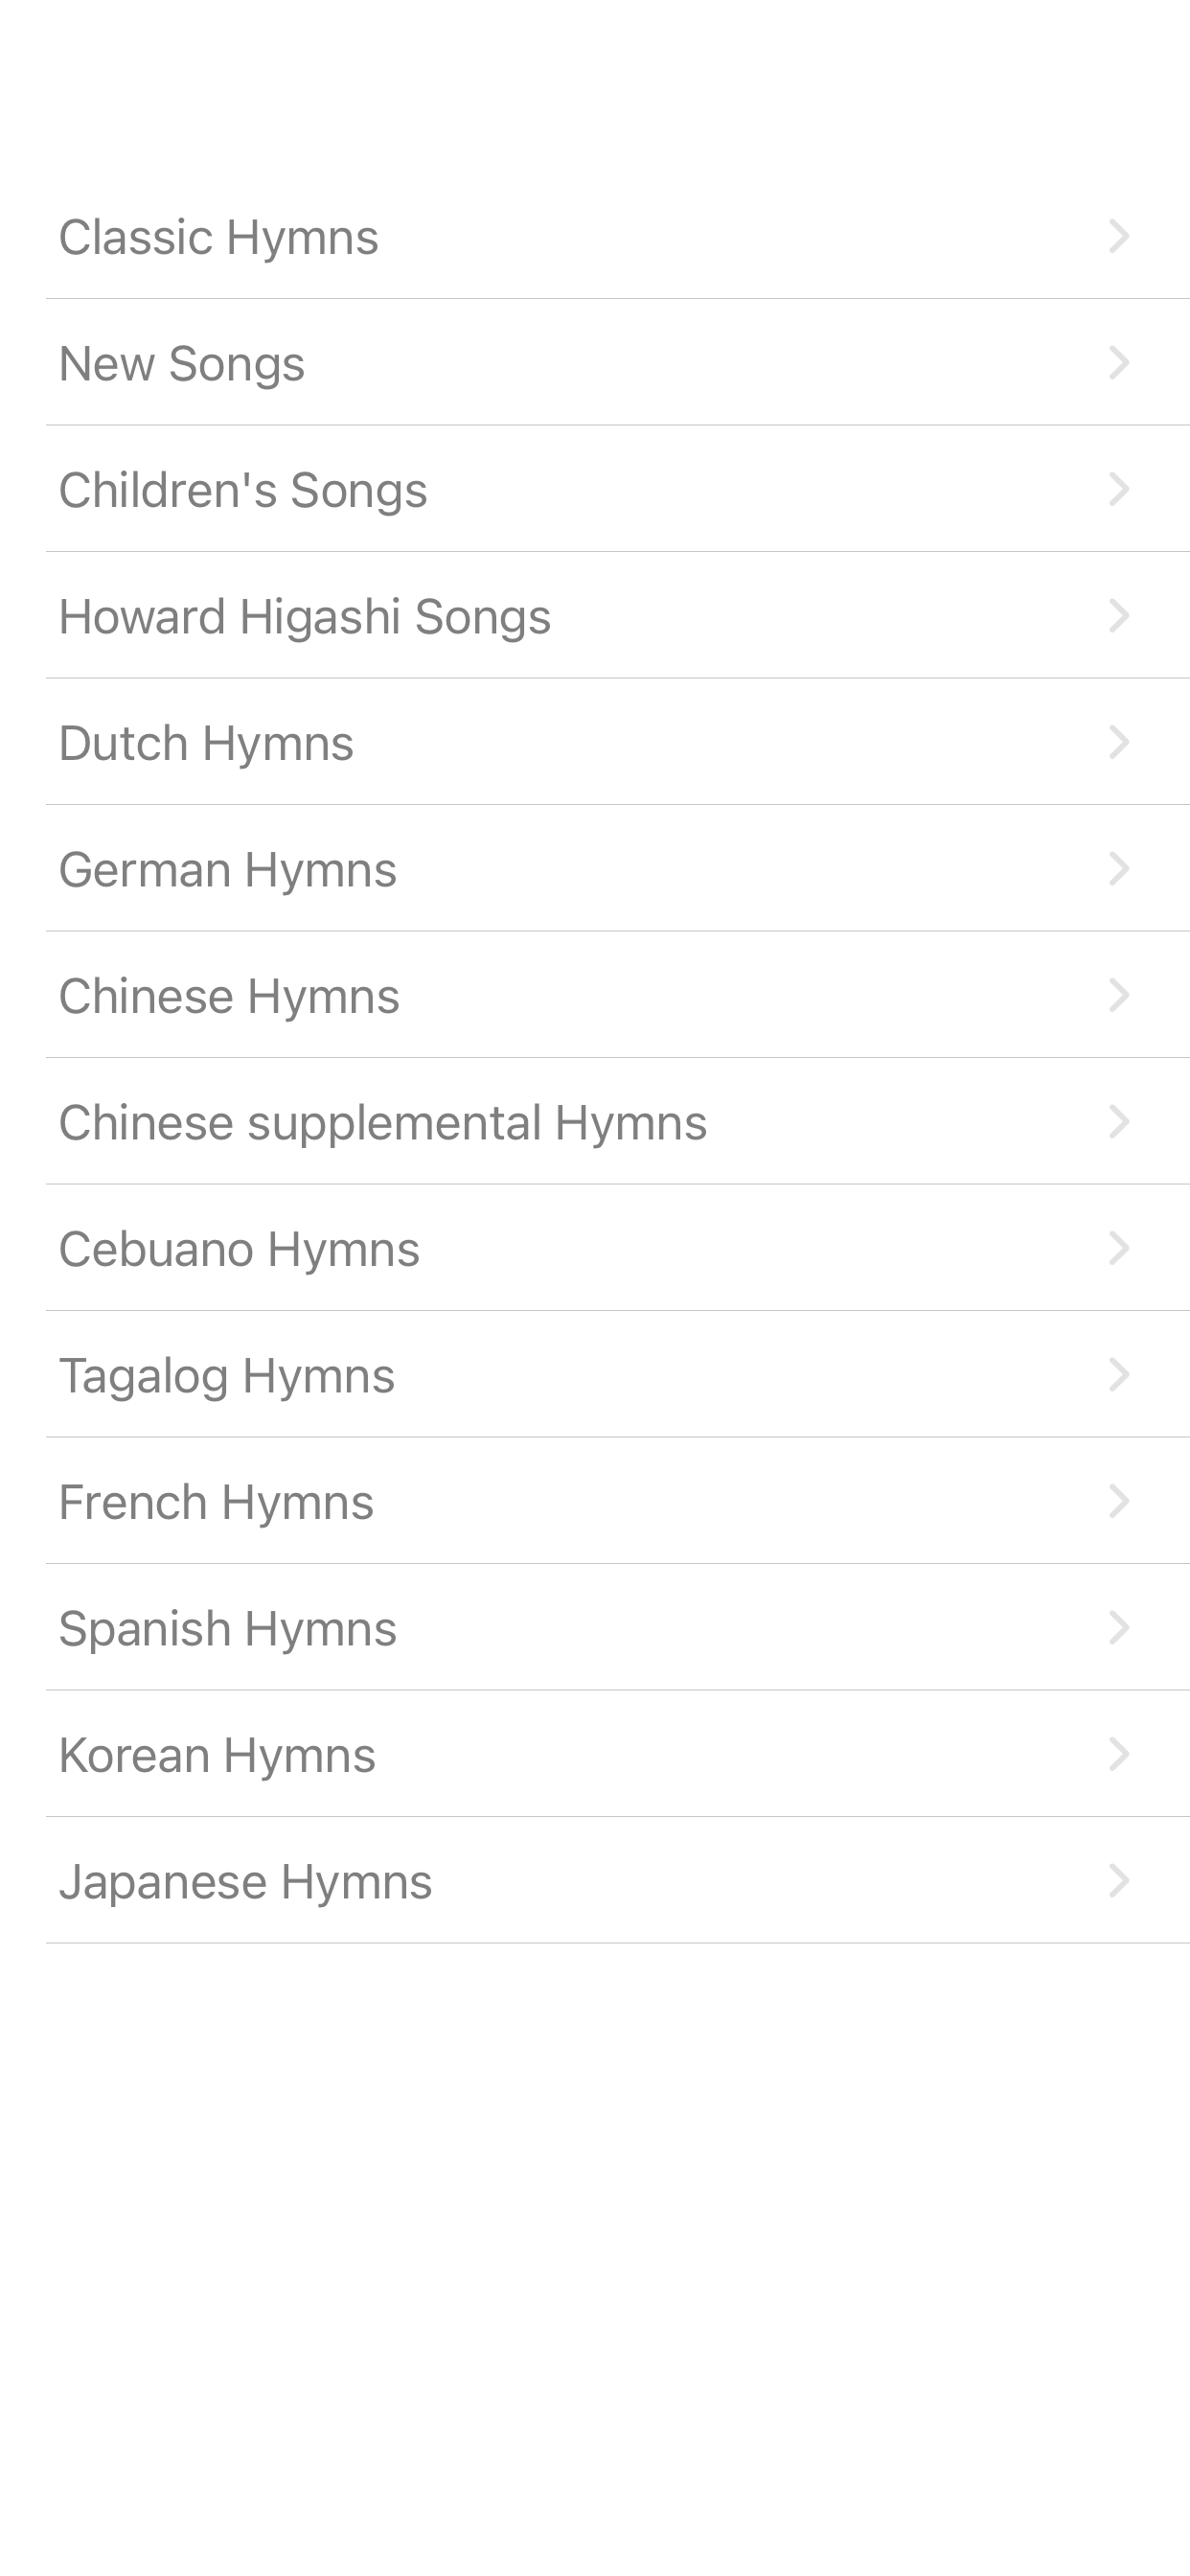 Classic Hymns
New Songs
Children's Songs
Howard Higashi Songs
Dutch Hymns
German Hymns
Chinese Hymns
Chinese supplemental Hymns
Cebuano Hymns
Tagalog Hymns
French Hymns
Spanish Hymns
Korean Hymns
Japanese Hymns